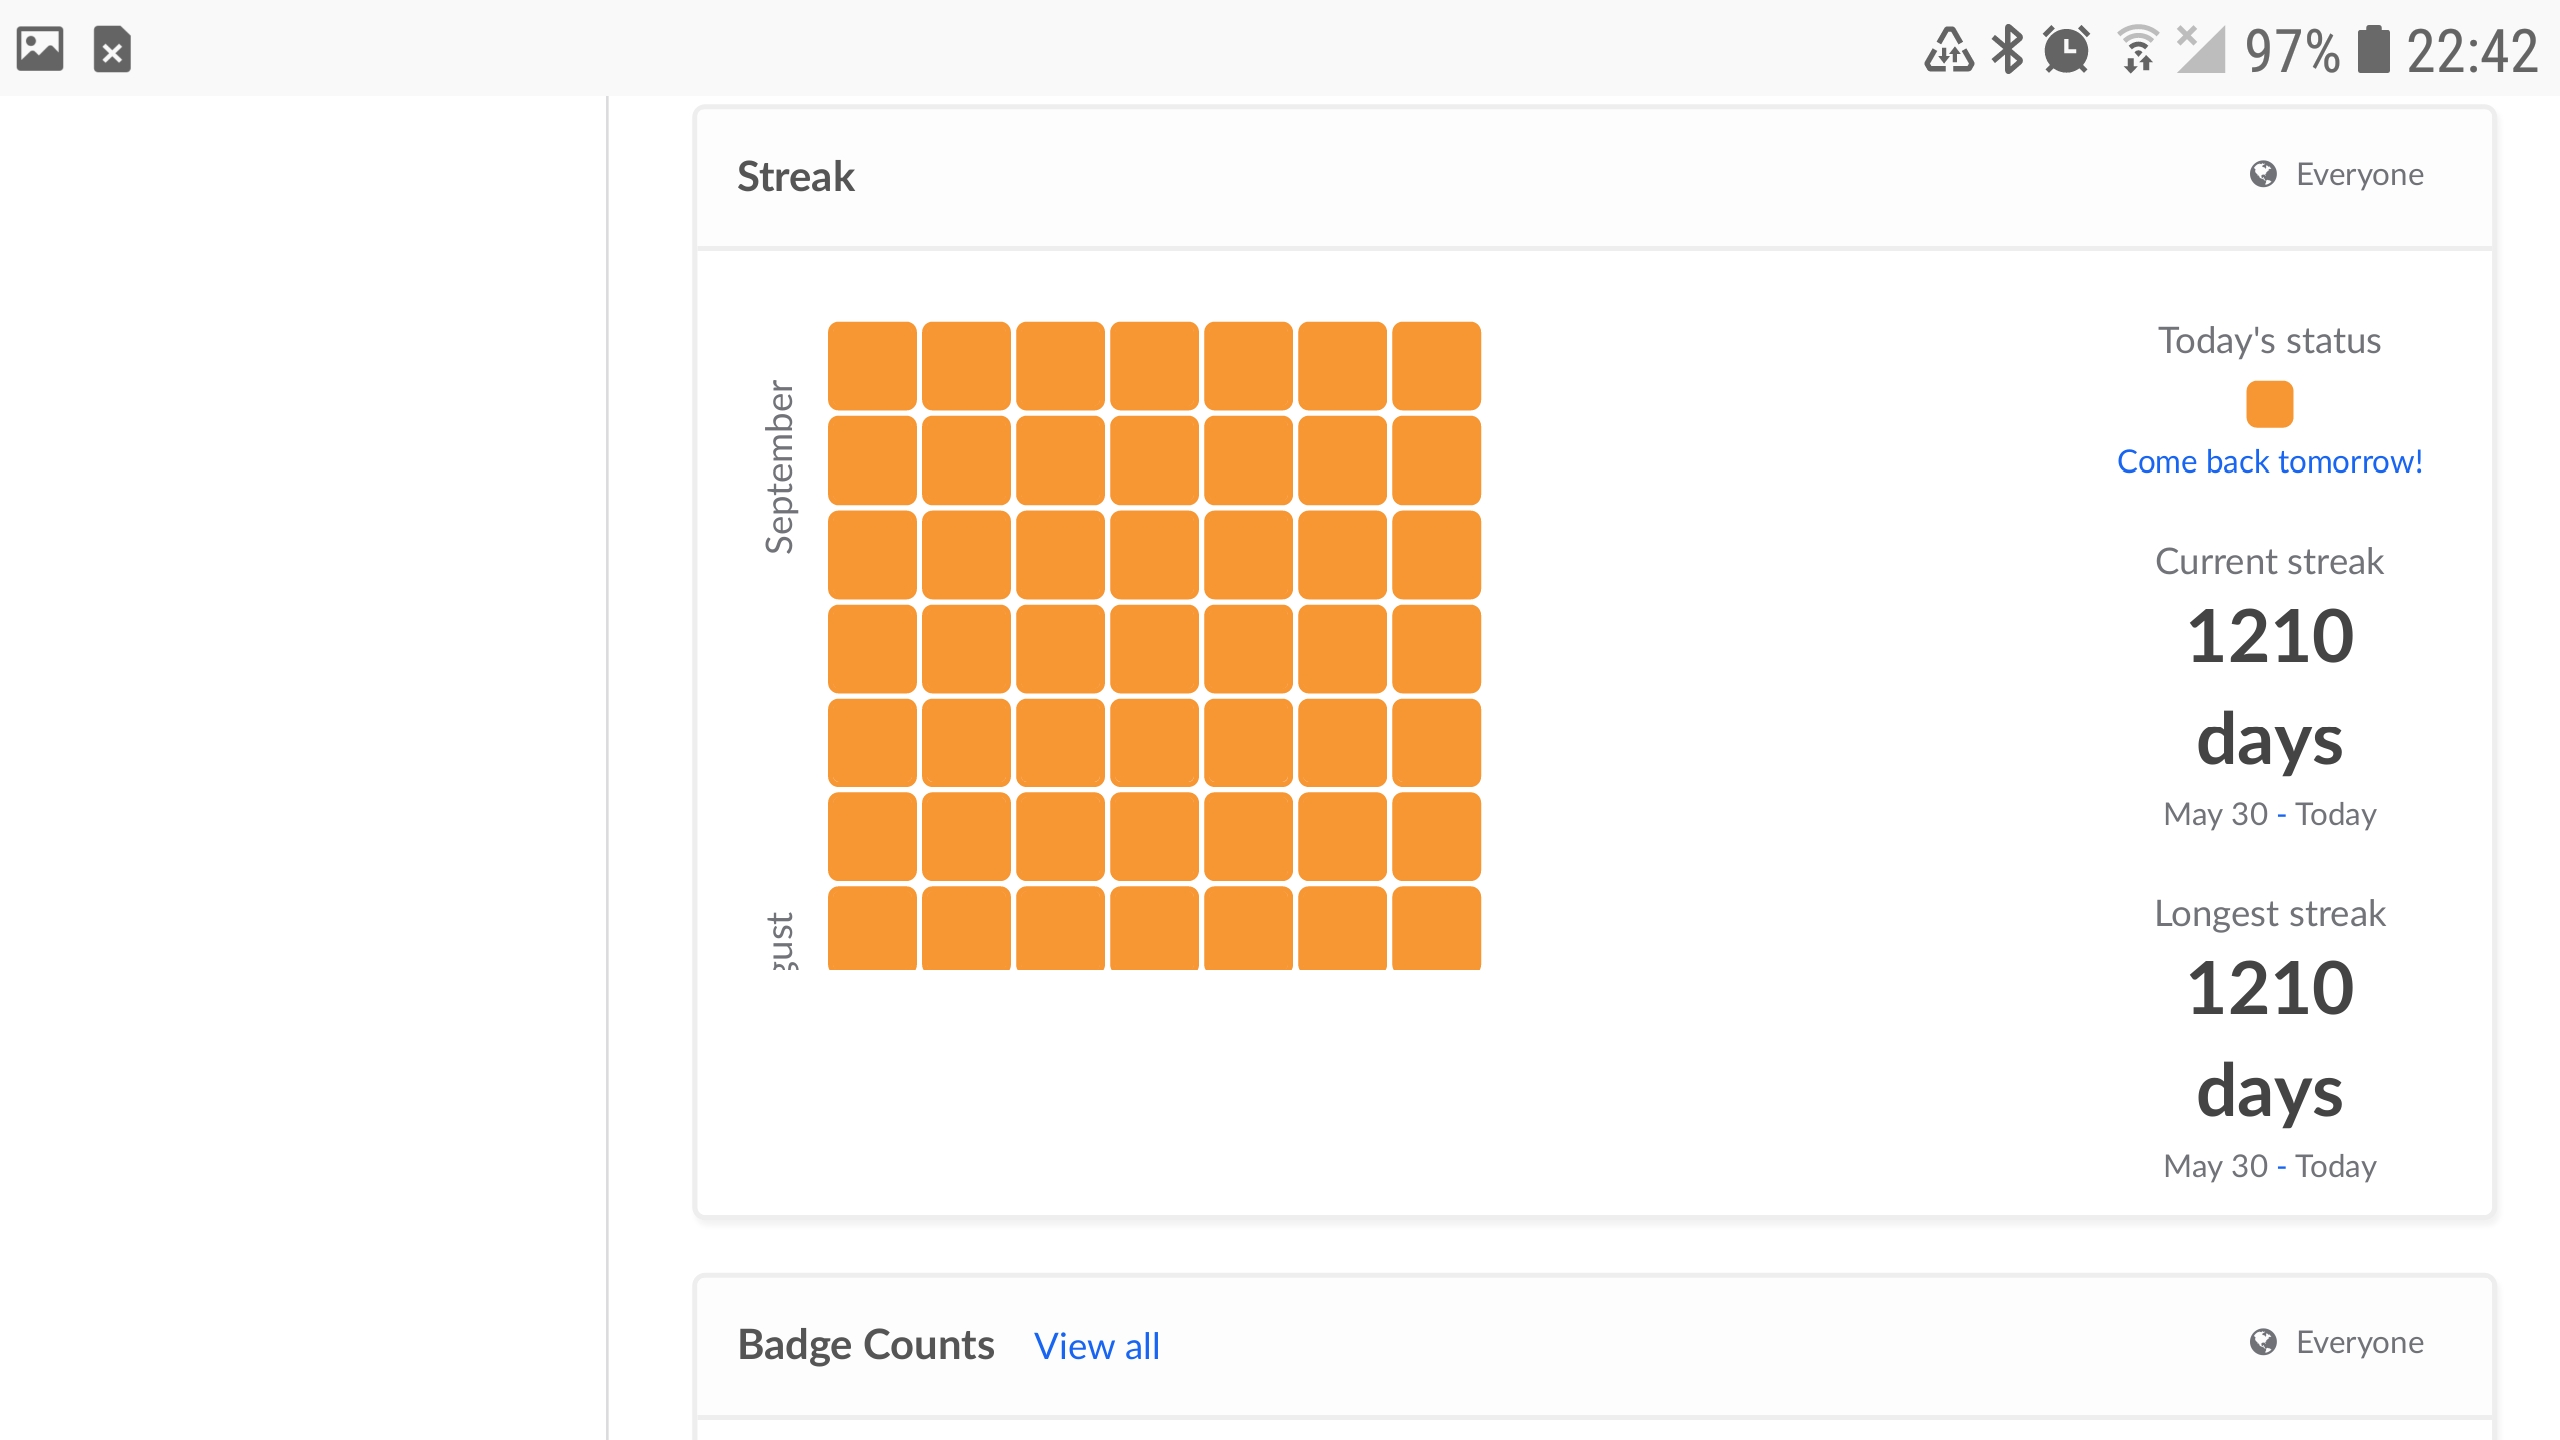 97% 22:42
Streak
Everyone
September
gust
Today's status
Come back tomorrow!
Current streak
1210
days
May 30 - Today
Longest streak
1210
days
May 30 - Today
Badge Counts View all
Everyone